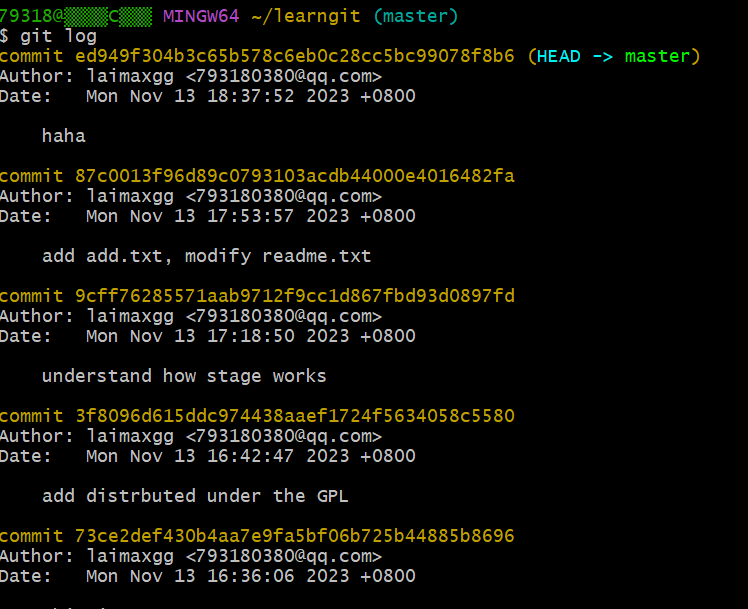 79318@▒▒▒▒C▒▒▒ MINGW64 ~/learngit (master)
$ git log
commit ed949f304b3c65b578c6eb0c28cc5bc99078f8b6 (HEAD -> master)
Author: laimaxgg <793180380@qq.com>
Date:   Mon Nov 13 18:37:52 2023 +0800
haha
commit 87c0013f96d89c0793103acdb44000e4016482fa
Author: laimaxgg <793180380@qq.com>
Date:   Mon Nov 13 17:53:57 2023 +0800
add add.txt, modify readme.txt
commit 9cff76285571aab9712f9cc1d867fbd93d0897fd
Author: laimaxgg <793180380@qq.com>
Date:   Mon Nov 13 17:18:50 2023 +0800
understand how stage works
commit 3f8096d615ddc974438aaef1724f5634058c5580
Author: laimaxgg <793180380@qq.com>
Date:   Mon Nov 13 16:42:47 2023 +0800
add distrbuted under the GPL
commit 73ce2def430b4aa7e9fa5bf06b725b44885b8696
Author: laimaxgg <793180380@qq.com>
Date:   Mon Nov 13 16:36:06 2023 +0800